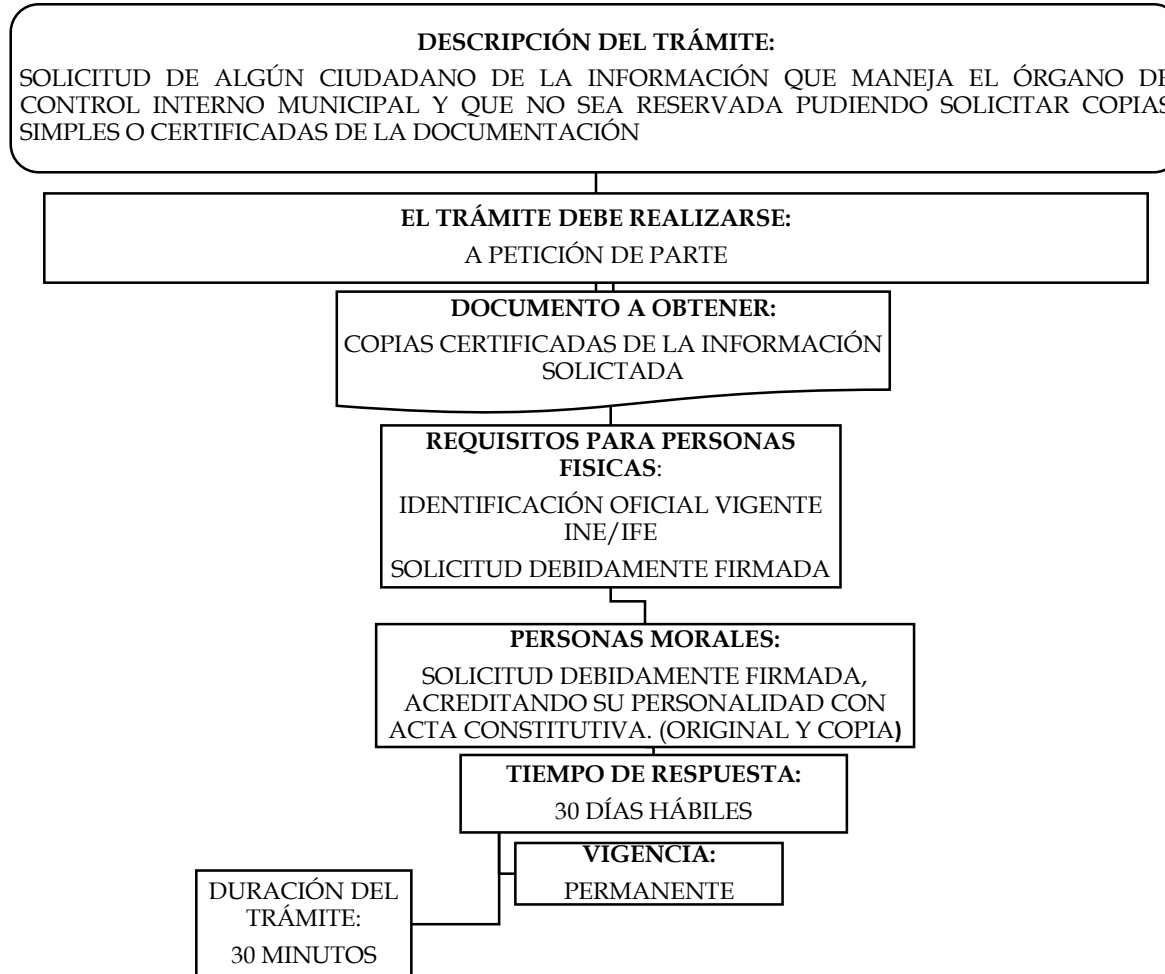 DESCRIPCIÓN DEL TRÁMITE:
SOLICITUD DE ALGÚN CIUDADANO DE LA INFORMACIÓN QUE MANEJA EL ÓRGANO DE
CONTROL INTERNO MUNICIPAL Y QUE NO SEA RESERVADA PUDIENDO SOLICITAR COPIAS
SIMPLES O CERTIFICADAS DE LA DOCUMENTACIÓN
EL TRÁMITE DEBE REALIZARSE:
A PETICIÓN DE PARTE
DOCUMENTO A OBTENER:
COPIAS CERTIFICADAS DE LA INFORMACIÓN
SOLICTADA
REQUISITOS PARA PERSONAS
FISICAS:
IDENTIFICACIÓN OFICIAL VIGENTE
INE/IFE
SOLICITUD DEBIDAMENTE FIRMADA
PERSONAS MORALES:
SOLICITUD DEBIDAMENTE FIRMADA,
ACREDITANDO SU PERSONALIDAD CON
ACTA CONSTITUTIVA. (ORIGINAL Y COPIA)
TIEMPO DE RESPUESTA:
30 DÍAS HÁBILES
VIGENCIA:
PERMANENTE
DURACIÓN DEL
TRÁMITE:
30 MINUTOS